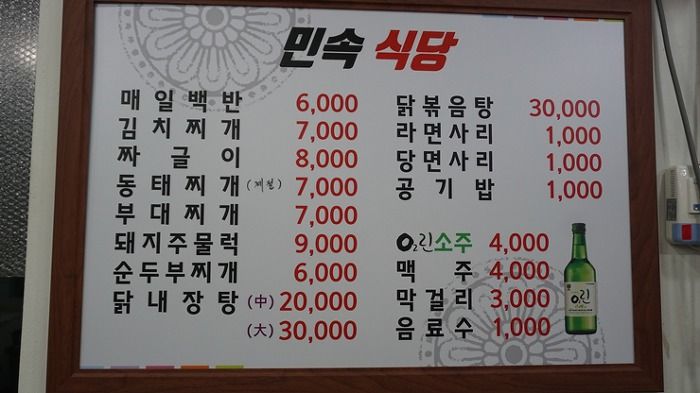 민속 식당
매일백반 6,000
김치찌개 7,000
짜글이 8,000
동태찌개(계절) 7,000
부대찌개 7,000
돼지주물럭 9,000
순두부찌개 6,000
닭내장탕 (中) 20,000
(大) 30,000
닭볶음탕 30,000
라면사리 1,000
당면사리 1,000
공기밥 1,000
O2린소주 4,000
맥주 4,000
막걸리 3,000
음료수 1,000
O2린